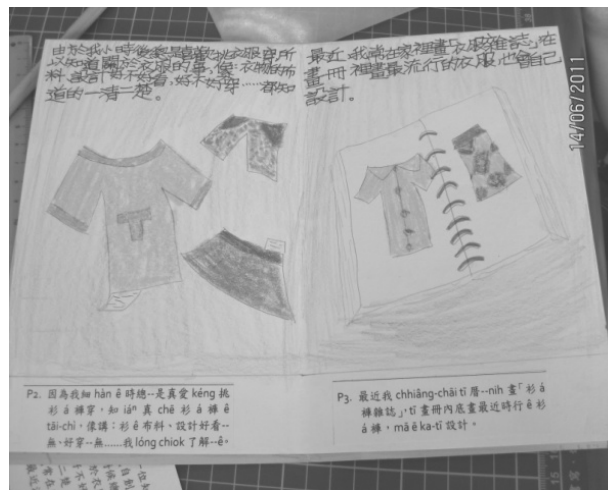 由於我小時後總是喜歡挑衣服穿所
以知道關於衣服的事，像：衣服的布
料、設計好不好看，好不好穿……都知
道的一清二楚。
最近，我常在家裡畫「衣服雜誌」，在
畫冊裡畫最流行的衣服，也會自己
設計。
14/06/2011
P2. 因為我細 hàn ê 時總--是真愛 kéng 挑
衫 á 褲穿，知 iáⁿ 真 chē 衫 á 褲 ê
tāi-chì，像講：衫 ê 布料、設計好看--
無、好穿--無……我 lóng chiok 了解--ê。
P3. 最近我 chhiâng-chāi tī 厝--nih 畫「衫 á
褲雜誌」，tī 畫冊內底畫最近時行 ê 衫
á 褲，mā ē ka-tī 設計。